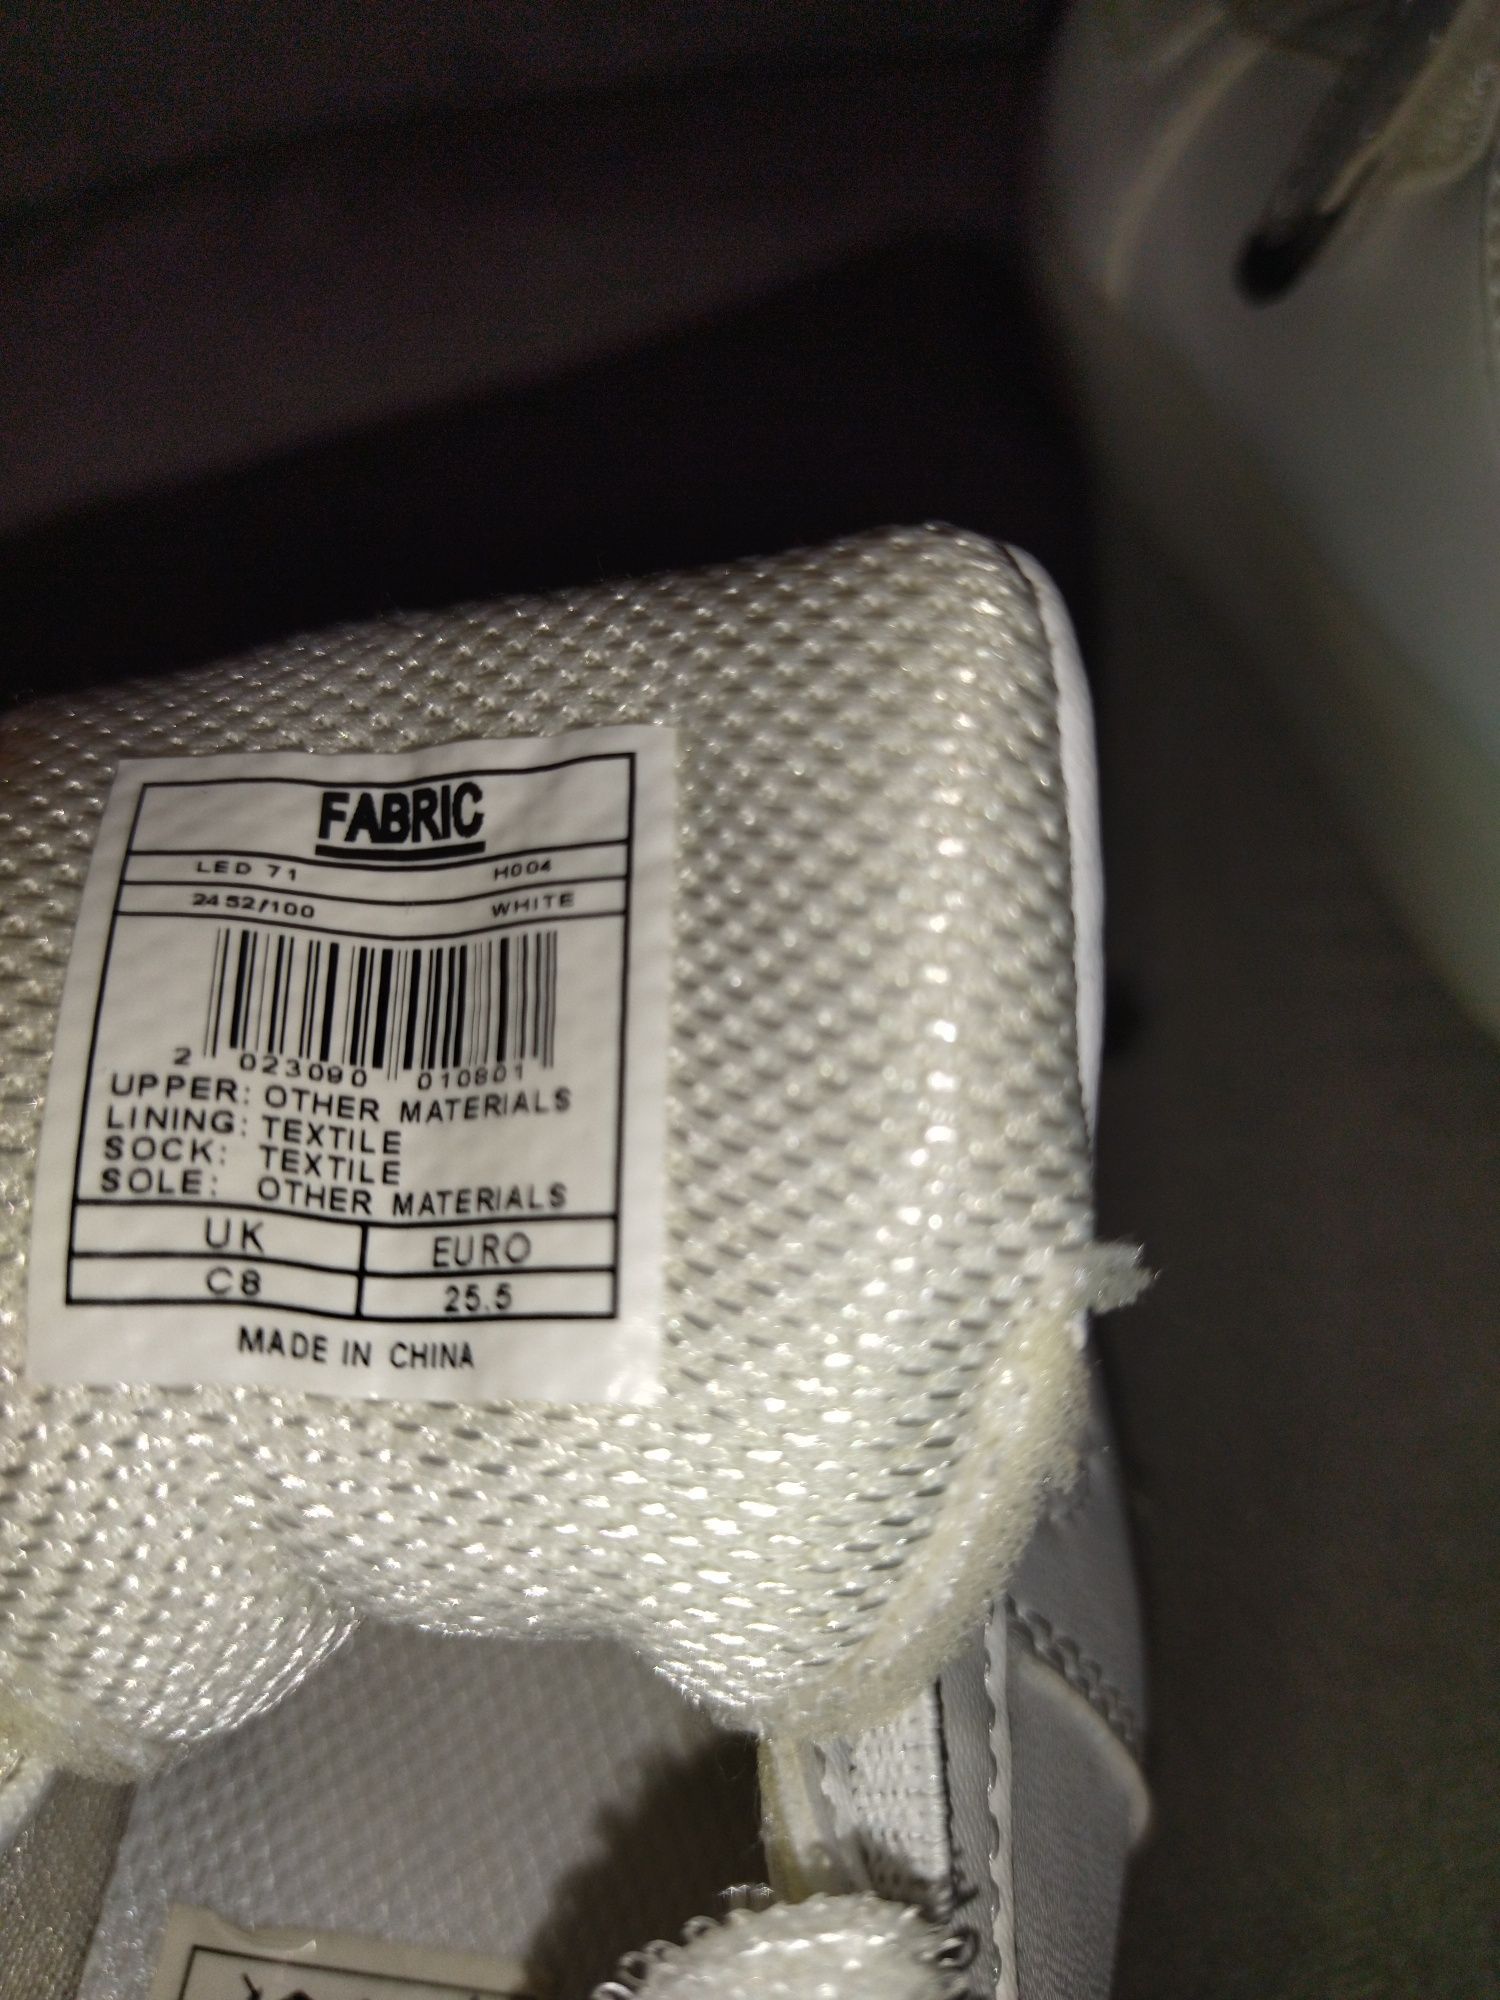 FABRIC
LED 71 H004
2452/100 WHITE
2 023090 010801
UPPER: OTHER MATERIALS
LINING: TEXTILE
SOCK: TEXTILE
SOLE: OTHER MATERIALS
UK EURO
C8 25.5
MADE IN CHINA